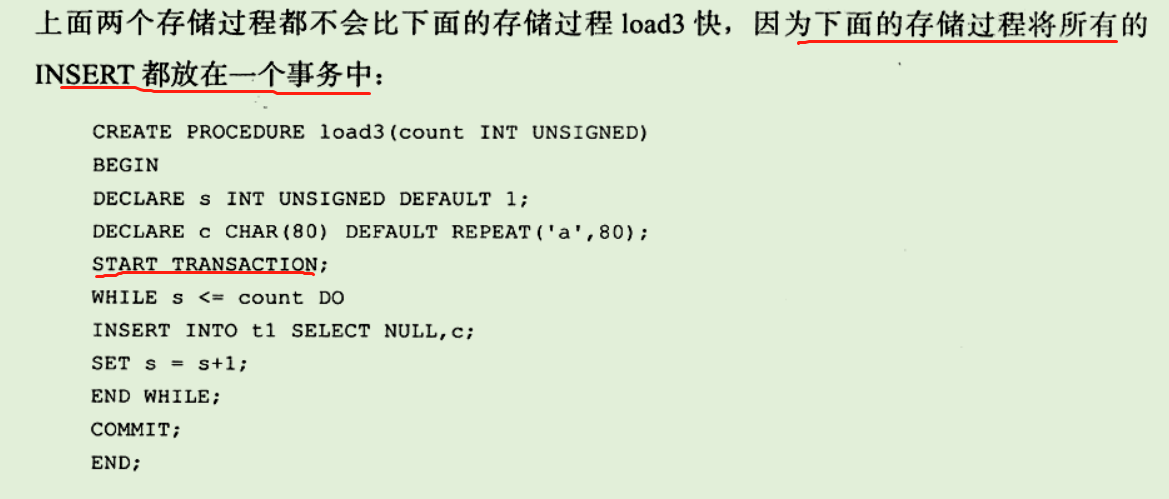 上面两个存储过程都不会比下面的存储过程 load3 快，因为下面的存储过程将所有的
INSERT 都放在一个事务中：
CREATE PROCEDURE load3(count INT UNSIGNED)
BEGIN
DECLARE s INT UNSIGNED DEFAULT 1;
DECLARE c CHAR(80) DEFAULT REPEAT('a',80);
START TRANSACTION;
WHILE s <= count DO
INSERT INTO t1 SELECT NULL,c;
SET s = s+1;
END WHILE;
COMMIT;
END;